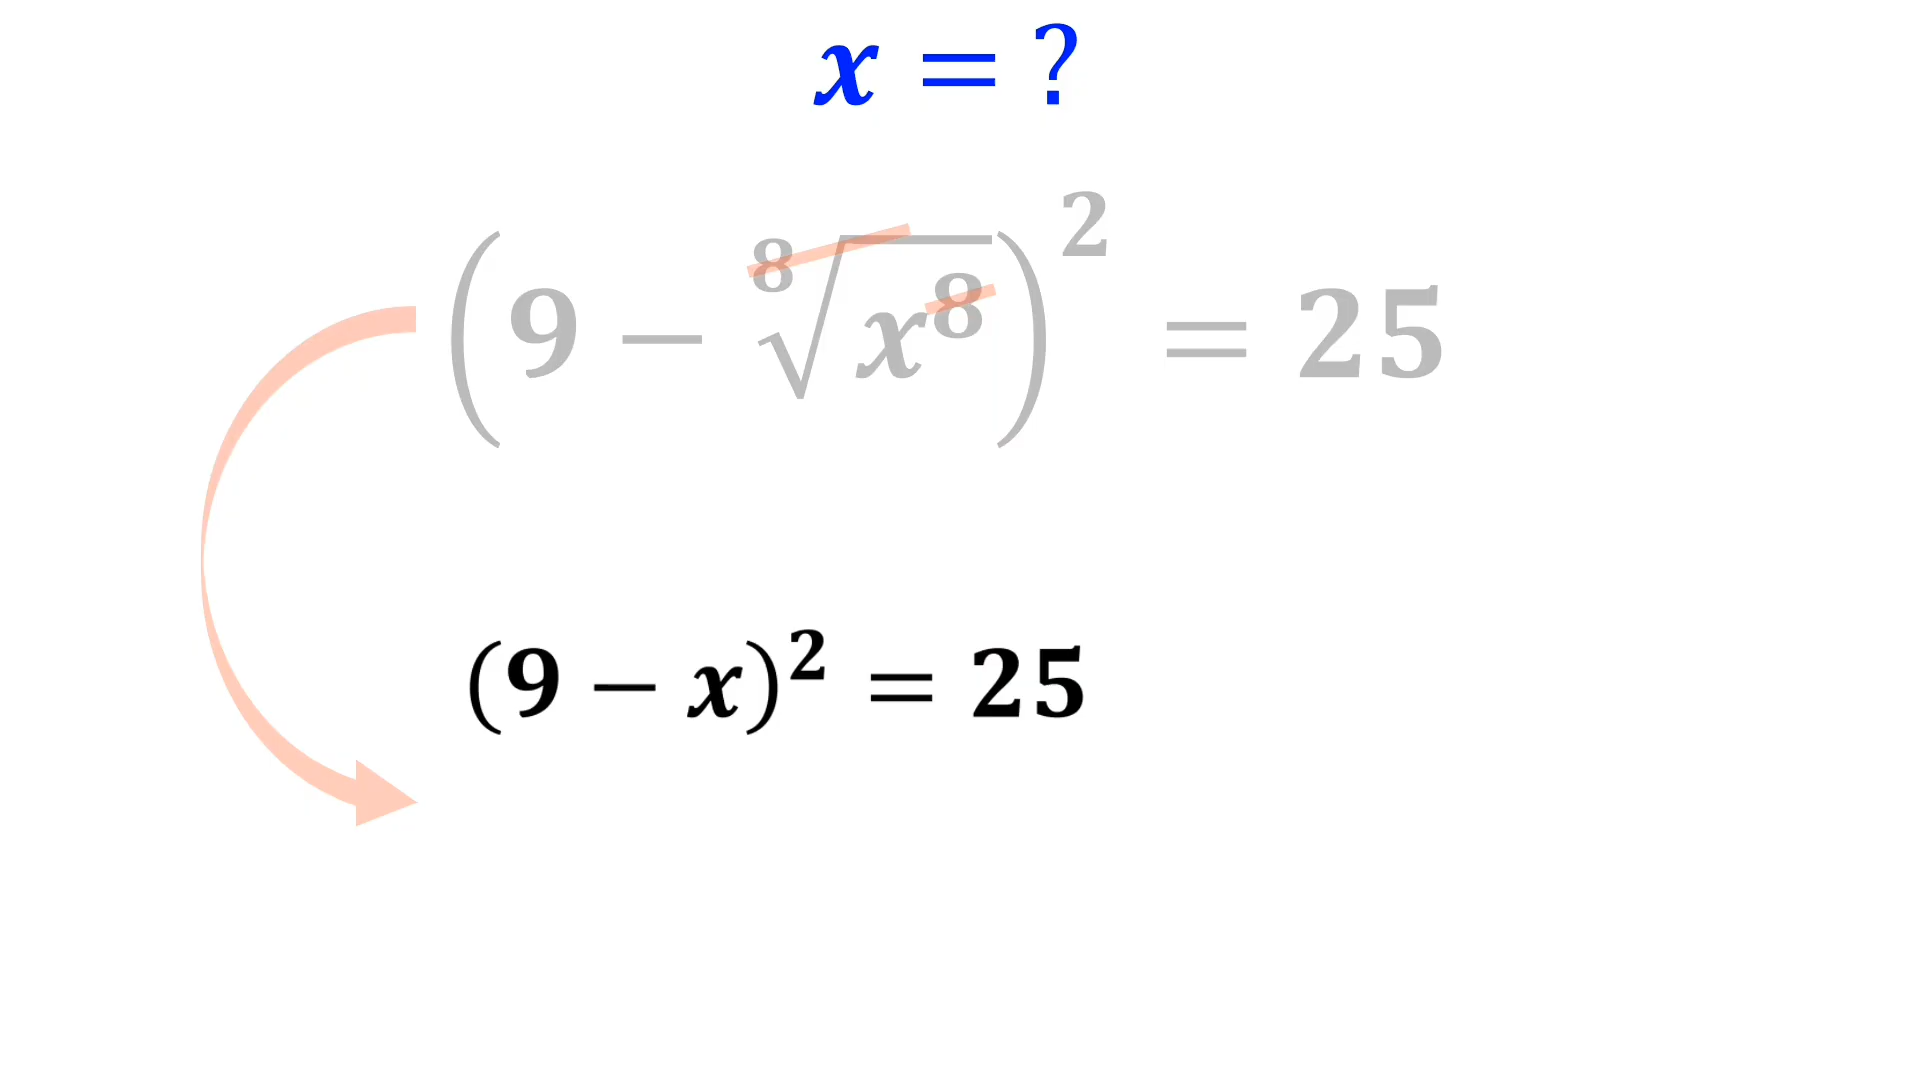 x = ?
(9 − ⁸√x⁸)² = 25
(9 − x)² = 25